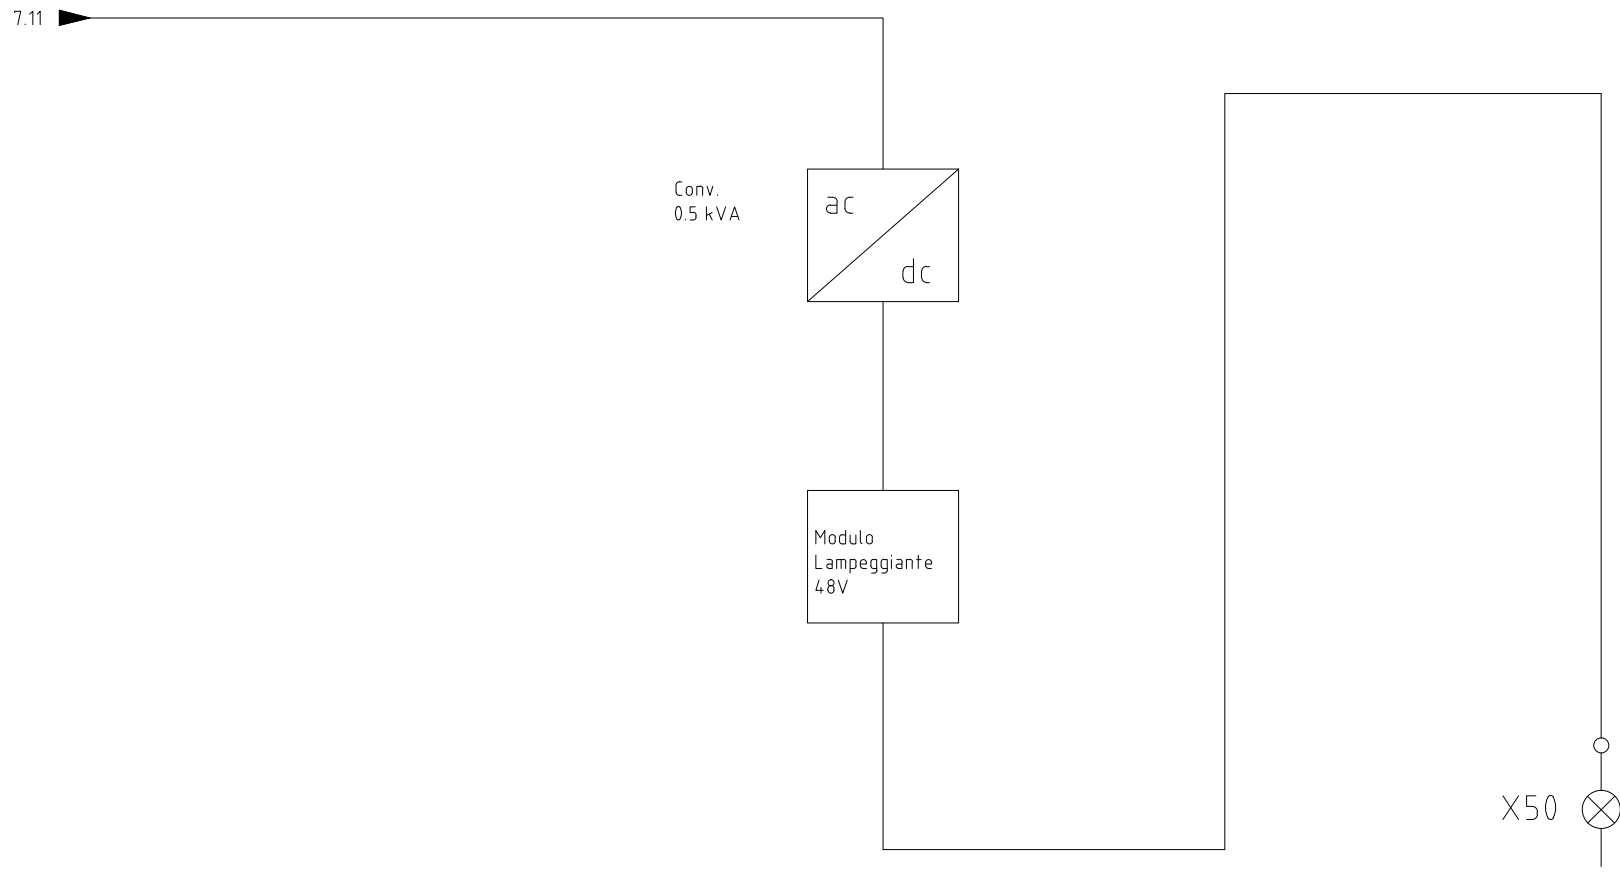 7.11
Conv.
0.5 kVA
ac
dc
Modulo
Lampeggiante
48V
X50